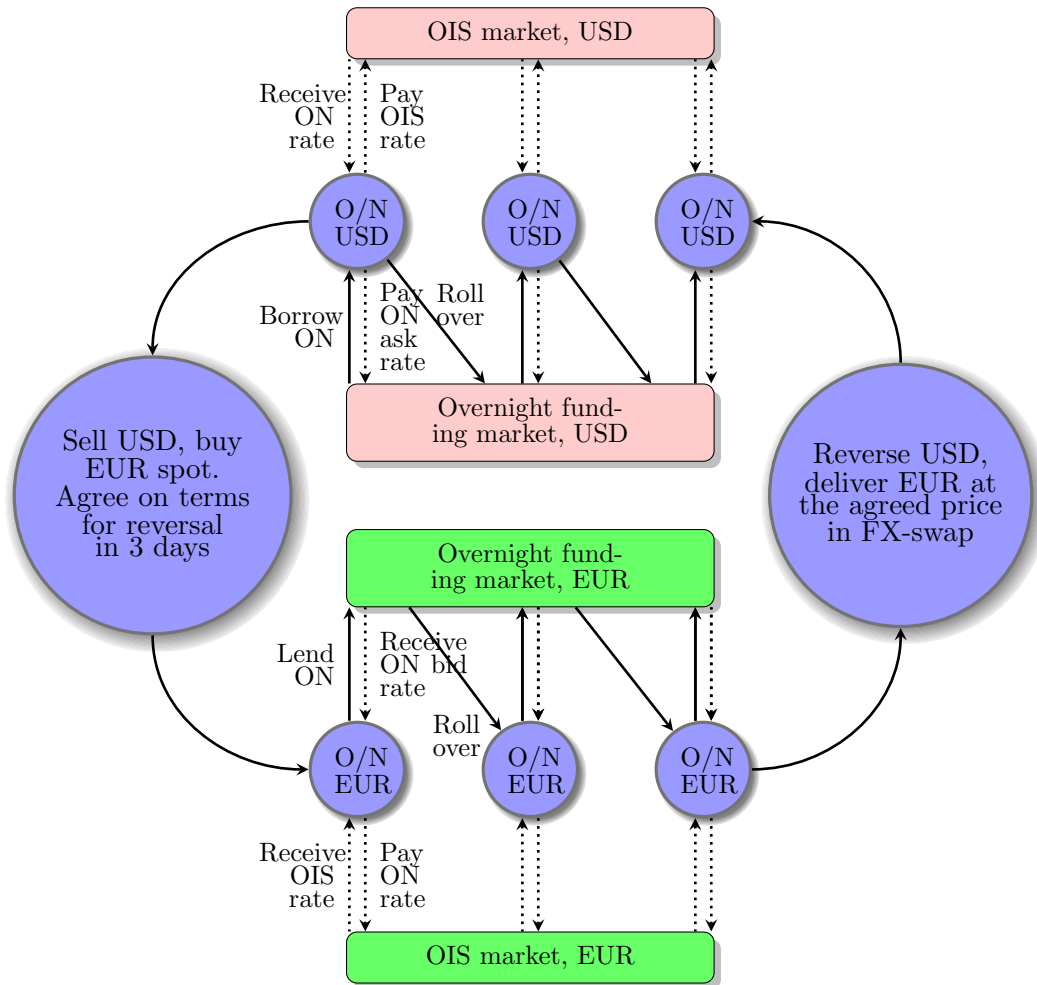 OIS market, USD
Receive
ON
rate
Pay
OIS
rate
O/N
USD
O/N
USD
O/N
USD
Borrow
ON
Pay
ON
ask
rate
Roll
over
Overnight fund-
ing market, USD
Sell USD, buy
EUR spot.
Agree on terms
for reversal
in 3 days
Reverse USD,
deliver EUR at
the agreed price
in FX-swap
Overnight fund-
ing market, EUR
Lend
ON
Receive
ON bid
rate
Roll
over
O/N
EUR
O/N
EUR
O/N
EUR
Receive
OIS
rate
Pay
ON
rate
OIS market, EUR